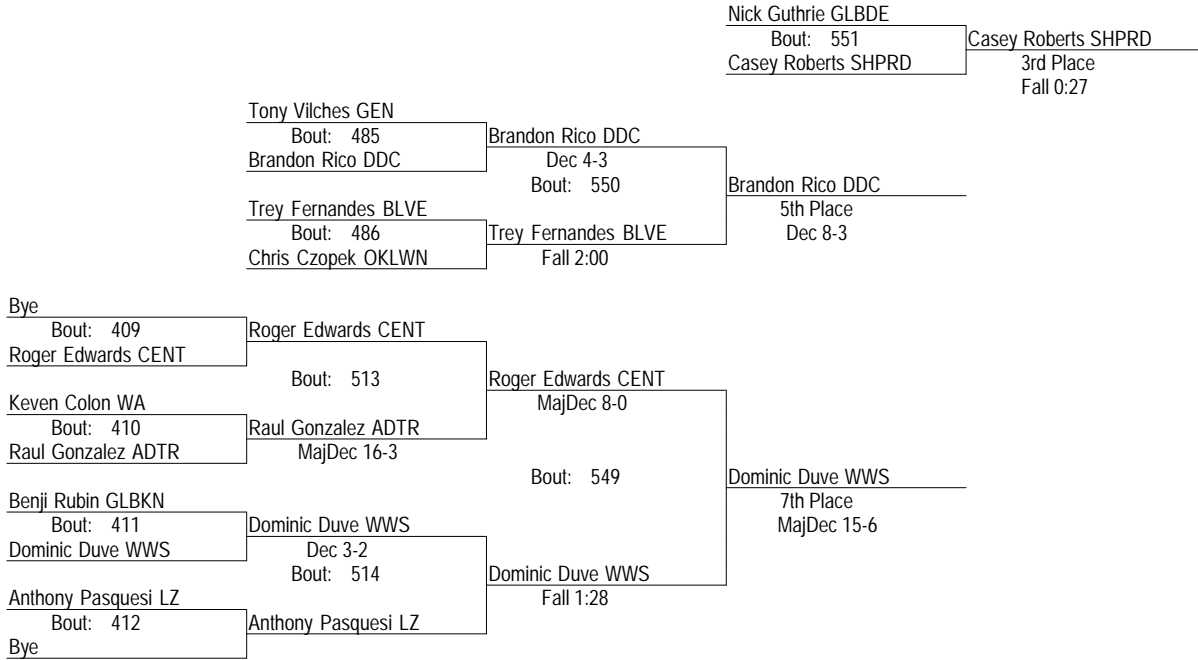 Nick Guthrie GLBDE
Bout: 551
Casey Roberts SHPRD
Casey Roberts SHPRD
3rd Place
Fall 0:27
Tony Vilches GEN
Bout: 485
Brandon Rico DDC
Brandon Rico DDC
Dec 4-3
Bout: 550
Brandon Rico DDC
5th Place
Dec 8-3
Trey Fernandes BLVE
Bout: 486
Chris Czopek OKLWN
Trey Fernandes BLVE
Fall 2:00
Bye
Bout: 409
Roger Edwards CENT
Roger Edwards CENT
Bout: 513
Roger Edwards CENT
MajDec 8-0
Keven Colon WA
Bout: 410
Raul Gonzalez ADTR
Raul Gonzalez ADTR
MajDec 16-3
Bout: 549
Dominic Duve WWS
7th Place
MajDec 15-6
Benji Rubin GLBKN
Bout: 411
Dominic Duve WWS
Dominic Duve WWS
Dec 3-2
Bout: 514
Dominic Duve WWS
Fall 1:28
Anthony Pasquesi LZ
Bout: 412
Bye
Anthony Pasquesi LZ